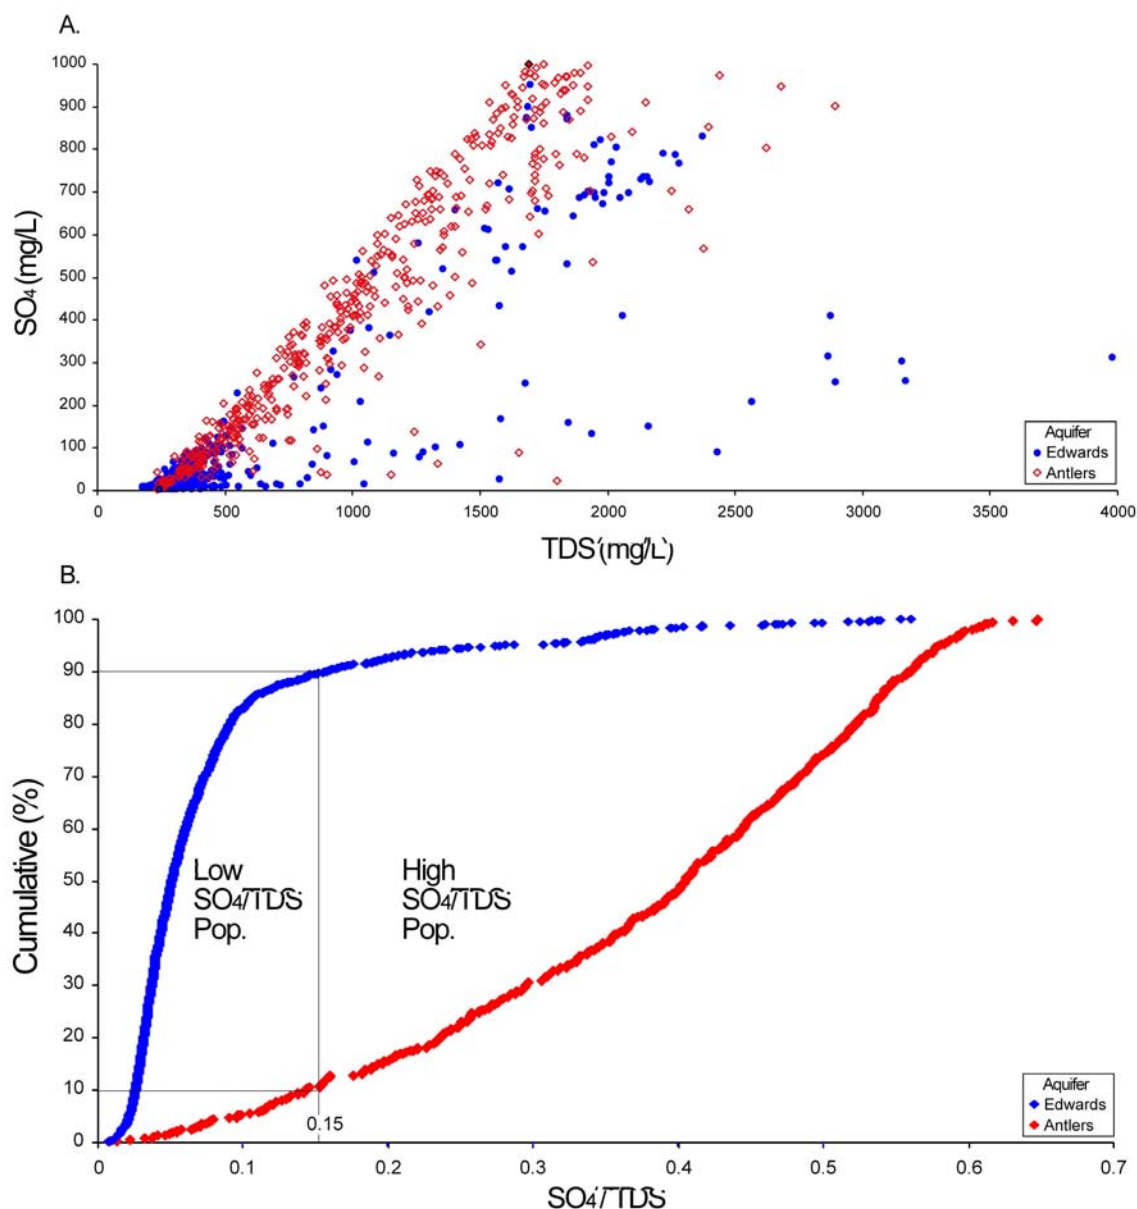 A.
1000
900
800
700
600
500
400
300
200
100
0
SO4 (mg/L)
0 500 1000 1500 2000 2500 3000 3500 4000
TDS (mg/L)
Aquifer
Edwards
Antlers
B.
100
90
80
70
60
50
40
30
20
10
0
Cumulative (%)
Low
SO4/TDS
Pop.
High
SO4/TDS
Pop.
0.15
Aquifer
Edwards
Antlers
0 0.1 0.2 0.3 0.4 0.5 0.6 0.7
SO4/TDS